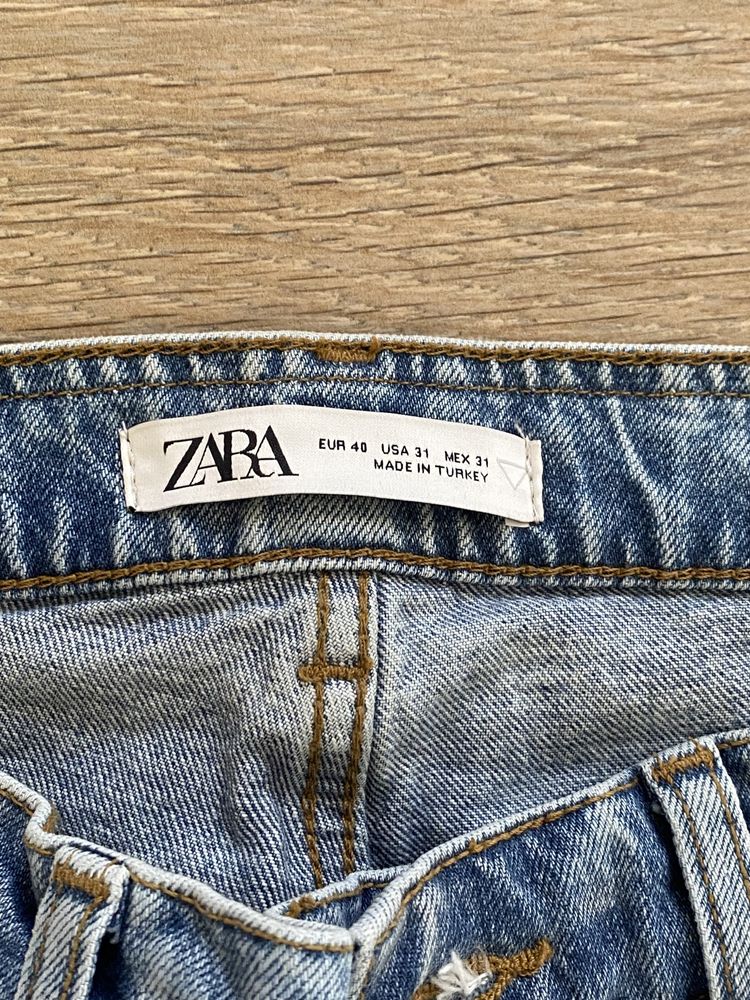 ZARA
EUR 40 USA 31 MEX 31
MADE IN TURKEY